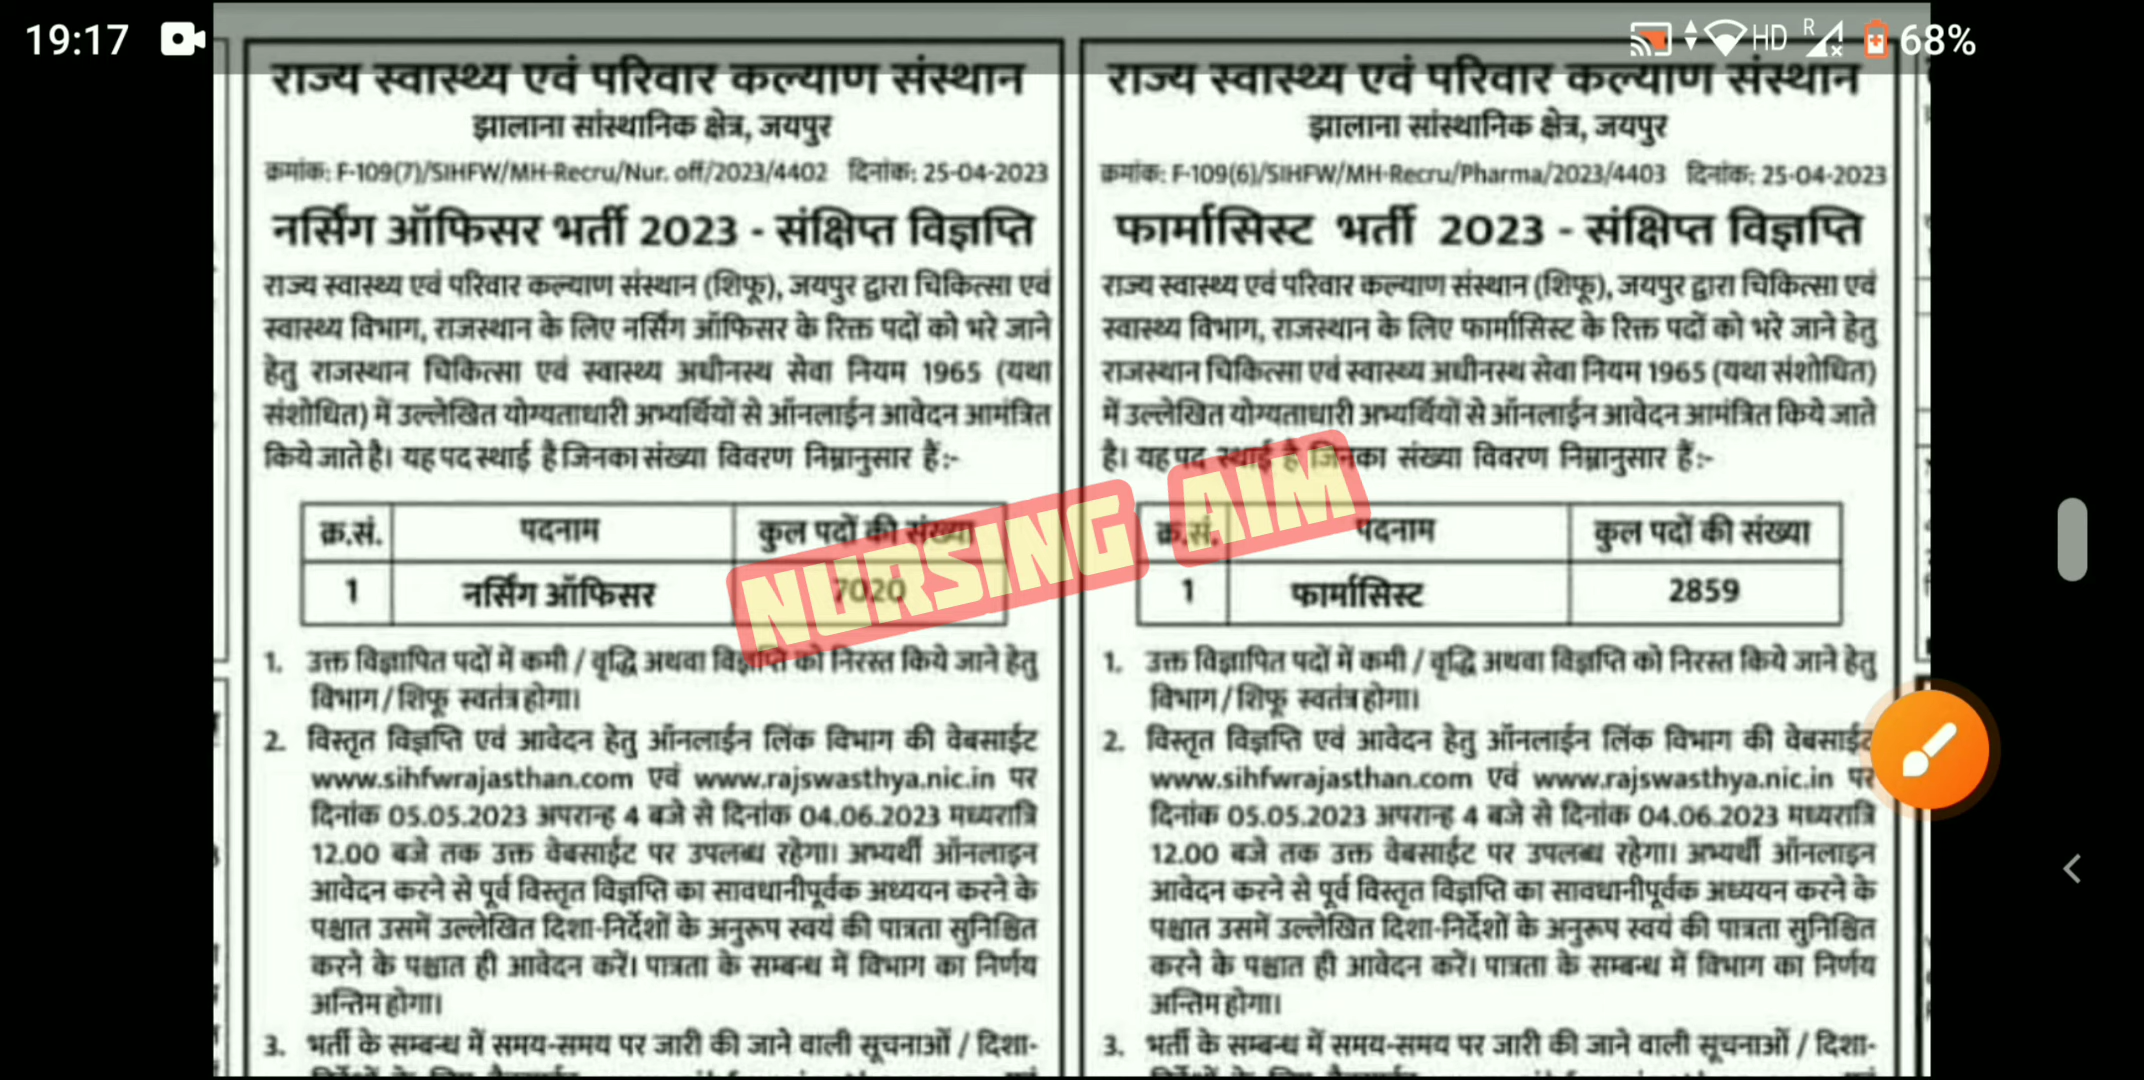 19:17
HD
R
68%
राज्य स्वास्थ्य एवं परिवार कल्याण संस्थान
झालाना सांस्थानिक क्षेत्र, जयपुर
क्रमांक: F-109(7)/SIHFW/MH-Recru/Nur. off/2023/4402 दिनांक: 25-04-2023
नर्सिंग ऑफिसर भर्ती 2023 - संक्षिप्त विज्ञप्ति
राज्य स्वास्थ्य एवं परिवार कल्याण संस्थान (शिफू), जयपुर द्वारा चिकित्सा एवं
स्वास्थ्य विभाग, राजस्थान के लिए नर्सिंग ऑफिसर के रिक्त पदों को भरे जाने
हेतु राजस्थान चिकित्सा एवं स्वास्थ्य अधीनस्थ सेवा नियम 1965 (यथा
संशोधित) में उल्लेखित योग्यताधारी अभ्यर्थियों से ऑनलाईन आवेदन आमंत्रित
किये जाते है। यह पद स्थाई है जिनका संख्या विवरण निम्नानुसार हैं:-
क्र.सं. पदनाम कुल पदों की संख्या
1 नर्सिंग ऑफिसर 7020
1. उक्त विज्ञापित पदों में कमी / वृद्धि अथवा विज्ञप्ति को निरस्त किये जाने हेतु
विभाग / शिफू स्वतंत्र होगा।
2. विस्तृत विज्ञप्ति एवं आवेदन हेतु ऑनलाईन लिंक विभाग की वेबसाईट
www.sihfwrajasthan.com एवं www.rajswasthya.nic.in पर
दिनांक 05.05.2023 अपरान्ह 4 बजे से दिनांक 04.06.2023 मध्यरात्रि
12.00 बजे तक उक्त वेबसाईट पर उपलब्ध रहेगा। अभ्यर्थी ऑनलाइन
आवेदन करने से पूर्व विस्तृत विज्ञप्ति का सावधानीपूर्वक अध्ययन करने के
पश्चात उसमें उल्लेखित दिशा-निर्देशों के अनुरूप स्वयं की पात्रता सुनिश्चित
करने के पश्चात ही आवेदन करें। पात्रता के सम्बन्ध में विभाग का निर्णय
अन्तिम होगा।
3. भर्ती के सम्बन्ध में समय-समय पर जारी की जाने वाली सूचनाओं / दिशा-
राज्य स्वास्थ्य एवं परिवार कल्याण संस्थान
झालाना सांस्थानिक क्षेत्र, जयपुर
क्रमांक: F-109(6)/SIHFW/MH-Recru/Pharma/2023/4403 दिनांक: 25-04-2023
फार्मासिस्ट भर्ती 2023 - संक्षिप्त विज्ञप्ति
राज्य स्वास्थ्य एवं परिवार कल्याण संस्थान (शिफू), जयपुर द्वारा चिकित्सा एवं
स्वास्थ्य विभाग, राजस्थान के लिए फार्मासिस्ट के रिक्त पदों को भरे जाने हेतु
राजस्थान चिकित्सा एवं स्वास्थ्य अधीनस्थ सेवा नियम 1965 (यथा संशोधित)
में उल्लेखित योग्यताधारी अभ्यर्थियों से ऑनलाईन आवेदन आमंत्रित किये जाते
है। यह पद स्थाई है जिनका संख्या विवरण निम्नानुसार हैं:-
क्र.सं. पदनाम कुल पदों की संख्या
1 फार्मासिस्ट 2859
1. उक्त विज्ञापित पदों में कमी / वृद्धि अथवा विज्ञप्ति को निरस्त किये जाने हेतु
विभाग / शिफू स्वतंत्र होगा।
2. विस्तृत विज्ञप्ति एवं आवेदन हेतु ऑनलाईन लिंक विभाग की वेबसाईट
www.sihfwrajasthan.com एवं www.rajswasthya.nic.in पर
दिनांक 05.05.2023 अपरान्ह 4 बजे से दिनांक 04.06.2023 मध्यरात्रि
12.00 बजे तक उक्त वेबसाईट पर उपलब्ध रहेगा। अभ्यर्थी ऑनलाइन
आवेदन करने से पूर्व विस्तृत विज्ञप्ति का सावधानीपूर्वक अध्ययन करने के
पश्चात उसमें उल्लेखित दिशा-निर्देशों के अनुरूप स्वयं की पात्रता सुनिश्चित
करने के पश्चात ही आवेदन करें। पात्रता के सम्बन्ध में विभाग का निर्णय
अन्तिम होगा।
3. भर्ती के सम्बन्ध में समय-समय पर जारी की जाने वाली सूचनाओं / दिशा-
NURSING AIM